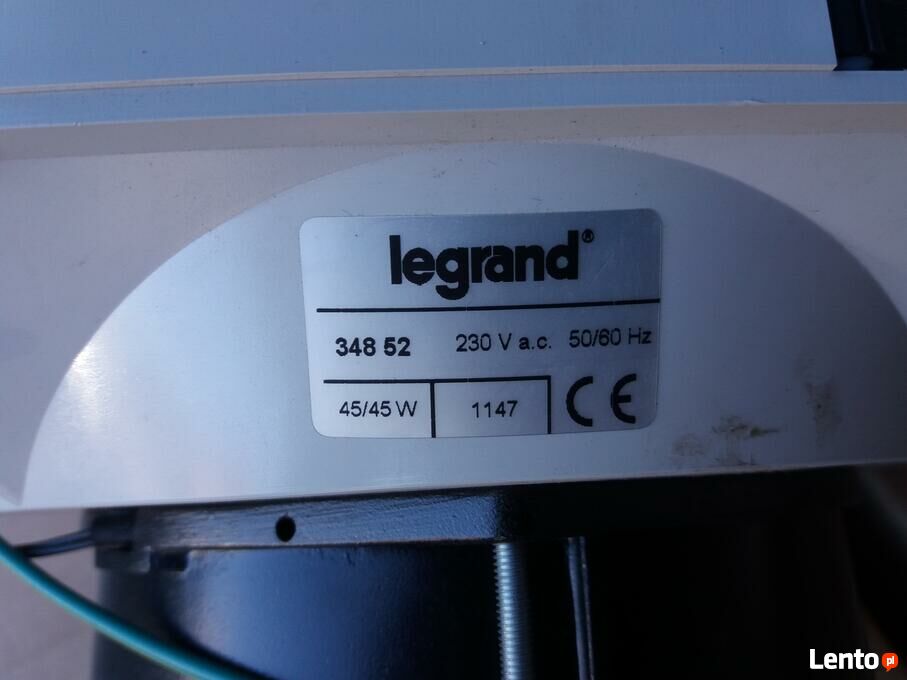 legrand®
348 52 230 V a.c. 50/60 Hz
45/45 W 1147 CE
Lento pl